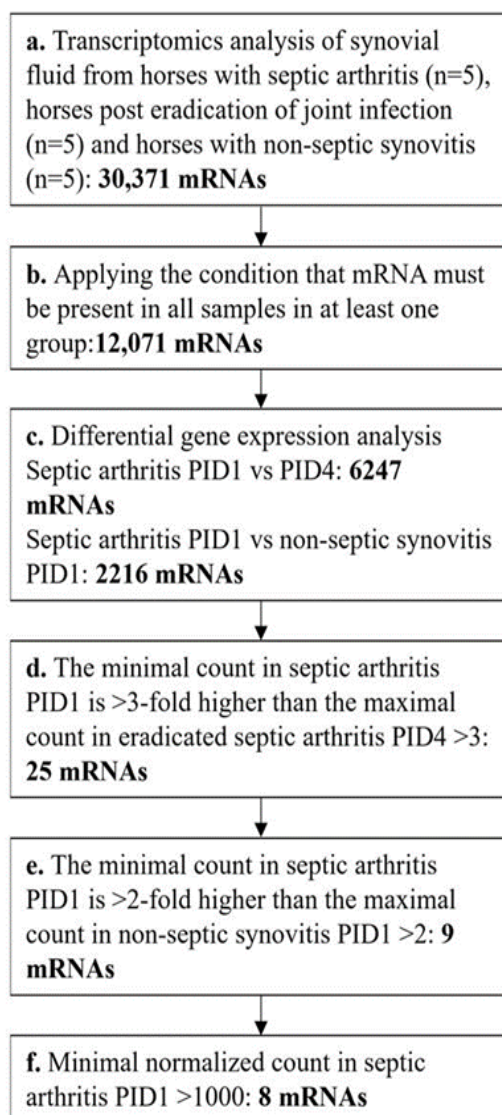 a. Transcriptomics analysis of synovial
fluid from horses with septic arthritis (n=5),
horses post eradication of joint infection
(n=5) and horses with non-septic synovitis
(n=5): 30,371 mRNAs
b. Applying the condition that mRNA must
be present in all samples in at least one
group:12,071 mRNAs
c. Differential gene expression analysis
Septic arthritis PID1 vs PID4: 6247
mRNAs
Septic arthritis PID1 vs non-septic synovitis
PID1: 2216 mRNAs
d. The minimal count in septic arthritis
PID1 is >3-fold higher than the maximal
count in eradicated septic arthritis PID4 >3:
25 mRNAs
e. The minimal count in septic arthritis
PID1 is >2-fold higher than the maximal
count in non-septic synovitis PID1 >2: 9
mRNAs
f. Minimal normalized count in septic
arthritis PID1 >1000: 8 mRNAs